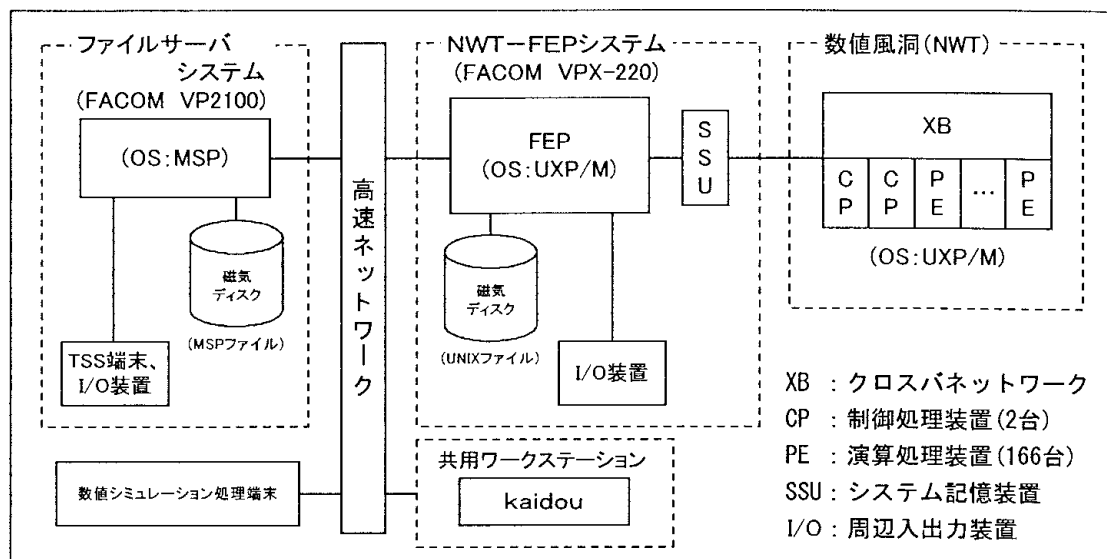 ファイルサーバ
システム
(FACOM VP2100)
(OS:MSP)
磁気
ディスク
(MSPファイル)
TSS端末、
I/O装置
数値シミュレーション処理端末
高速ネットワーク
NWT-FEPシステム
(FACOM VPX-220)
FEP
(OS:UXP/M)
SSU
磁気
ディスク
(UNIXファイル)
I/O装置
共用ワークステーション
kaidou
数値風洞(NWT)
XB
CP CP PE … PE
(OS:UXP/M)
XB : クロスバネットワーク
CP : 制御処理装置(2台)
PE : 演算処理装置(166台)
SSU : システム記憶装置
I/O : 周辺入出力装置